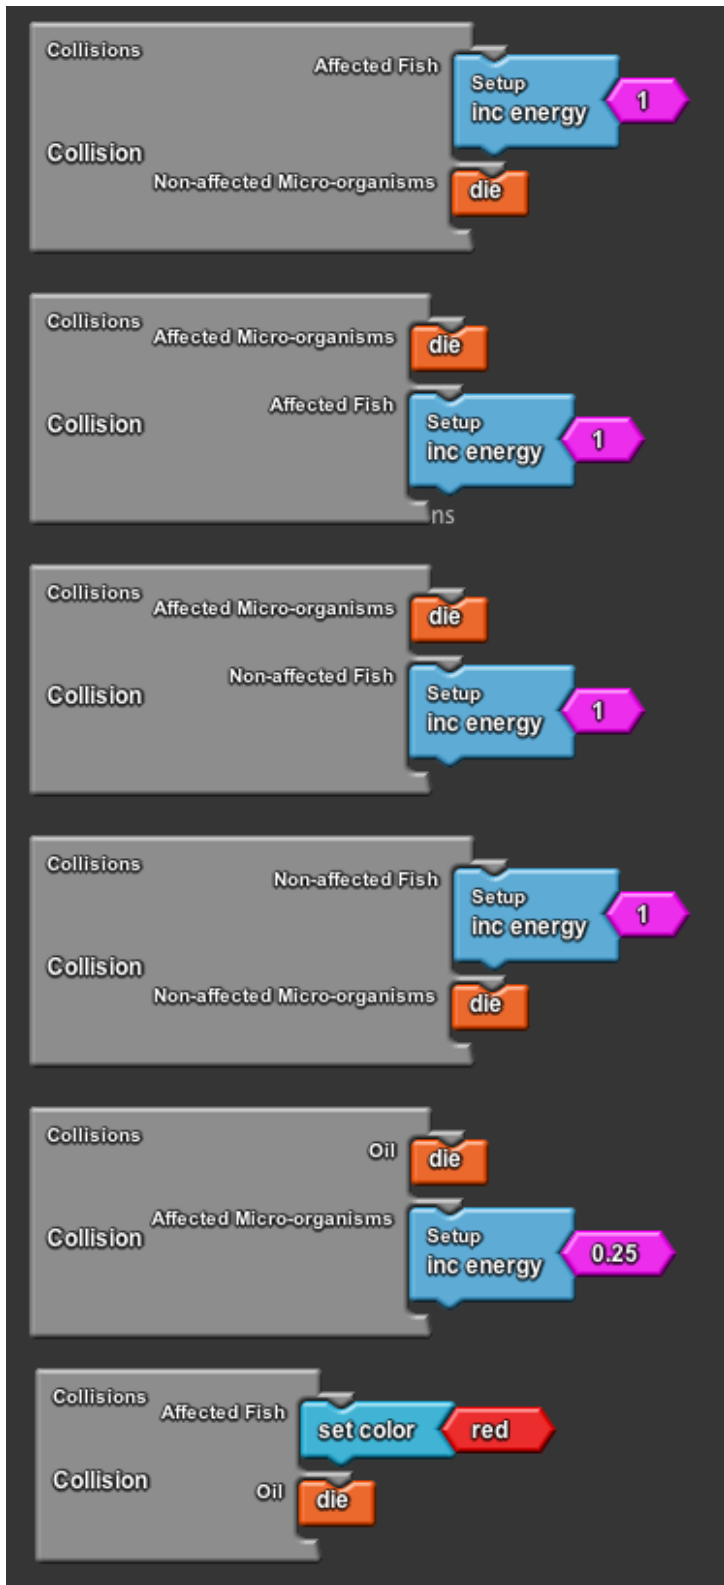 Collisions
Affected Fish
Setup
inc energy
1
Collision
Non-affected Micro-organisms
die
Collisions
Affected Micro-organisms
die
Affected Fish
Collision
Setup
inc energy
1
ns
Collisions
Affected Micro-organisms
die
Non-affected Fish
Collision
Setup
inc energy
1
Collisions
Non-affected Fish
Setup
inc energy
1
Collision
Non-affected Micro-organisms
die
Collisions
Oil
die
Affected Micro-organisms
Collision
Setup
inc energy
0.25
Collisions
Affected Fish
set color
red
Collision
Oil
die